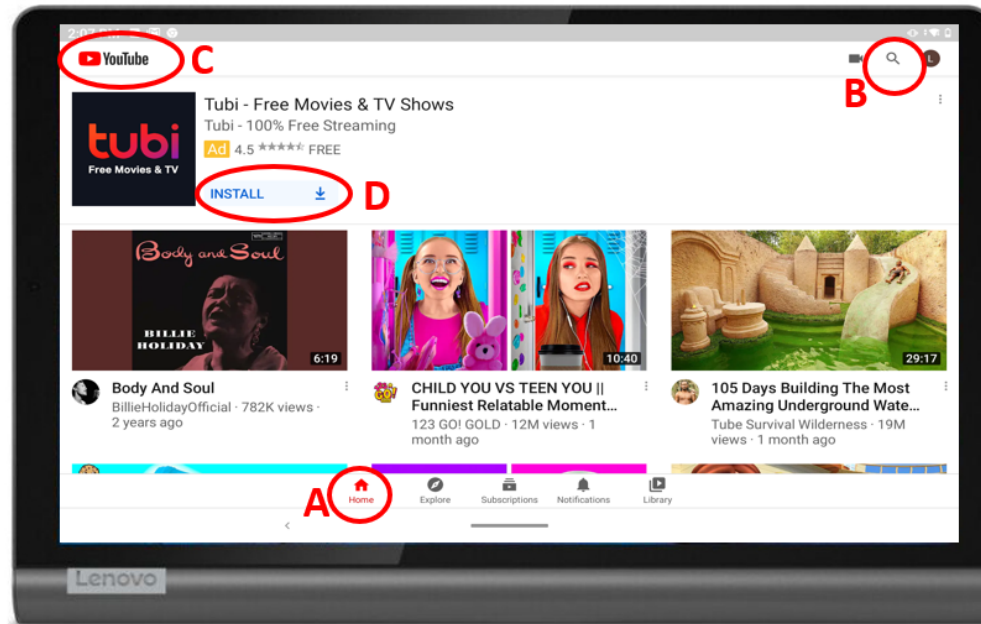 2:07 PM
YouTube
C
B
L
tubi
Free Movies & TV
Tubi - Free Movies & TV Shows
Tubi - 100% Free Streaming
Ad 4.5 FREE
INSTALL
D
Body and Soul
BILLIE
HOLIDAY
6:19
10:40
29:17
Body And Soul
BillieHolidayOfficial · 782K views ·
2 years ago
CHILD YOU VS TEEN YOU ||
Funniest Relatable Moment...
123 GO! GOLD · 12M views · 1
month ago
105 Days Building The Most
Amazing Underground Wate...
Tube Survival Wilderness · 19M
views · 1 month ago
A
Home
Explore
Subscriptions
Notifications
Library
Lenovo